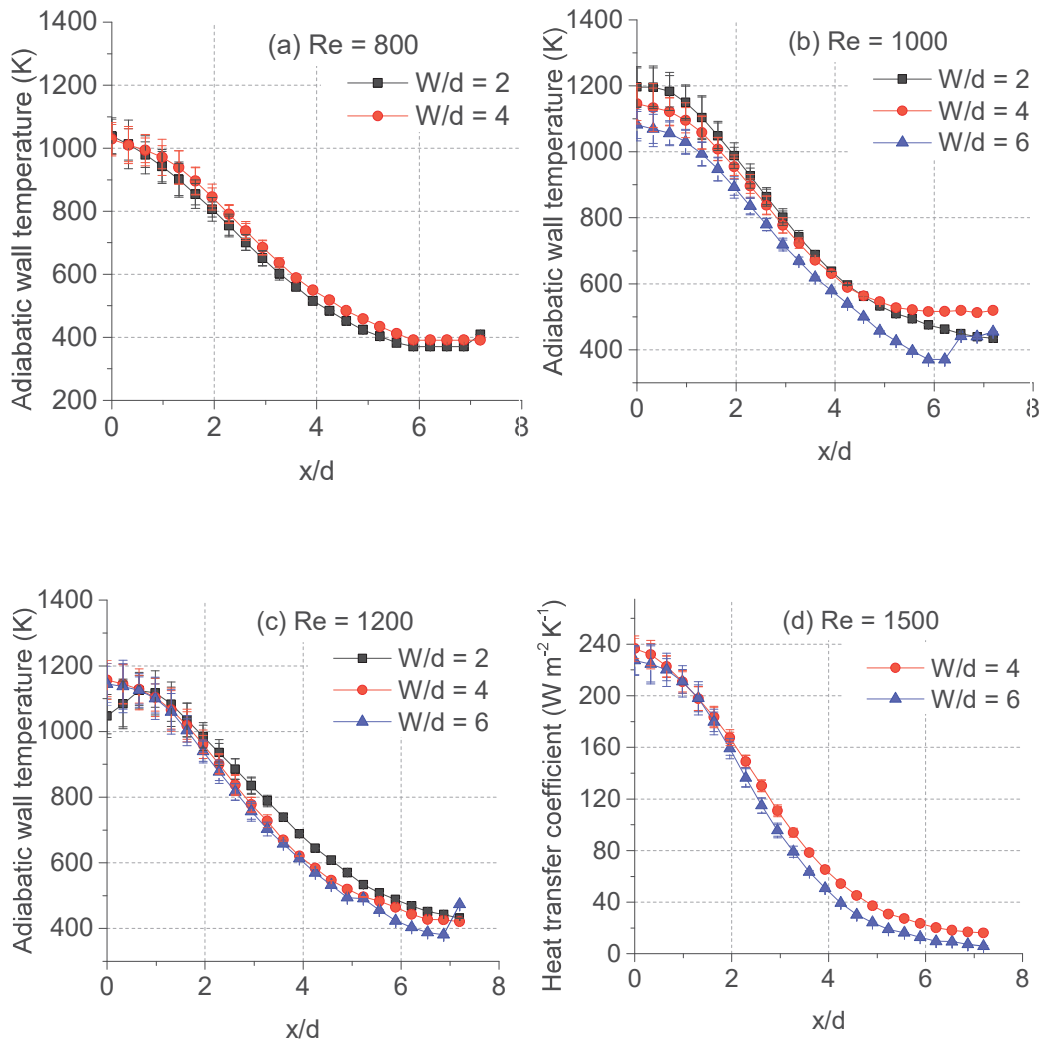 1400
(a) Re = 800
W/d = 2
W/d = 4
1200
1000
800
600
400
200
0
2
4
6
8
x/d
Adiabatic wall temperature (K)
1400
(b) Re = 1000
W/d = 2
W/d = 4
W/d = 6
1200
1000
800
600
400
0
2
4
6
8
x/d
Adiabatic wall temperature (K)
1400
(c) Re = 1200
W/d = 2
W/d = 4
W/d = 6
1200
1000
800
600
400
0
2
4
6
8
x/d
Adiabatic wall temperature (K)
(d) Re = 1500
W/d = 4
W/d = 6
240
200
160
120
80
40
0
0
2
4
6
8
x/d
Heat transfer coefficient (W m⁻² K⁻¹)